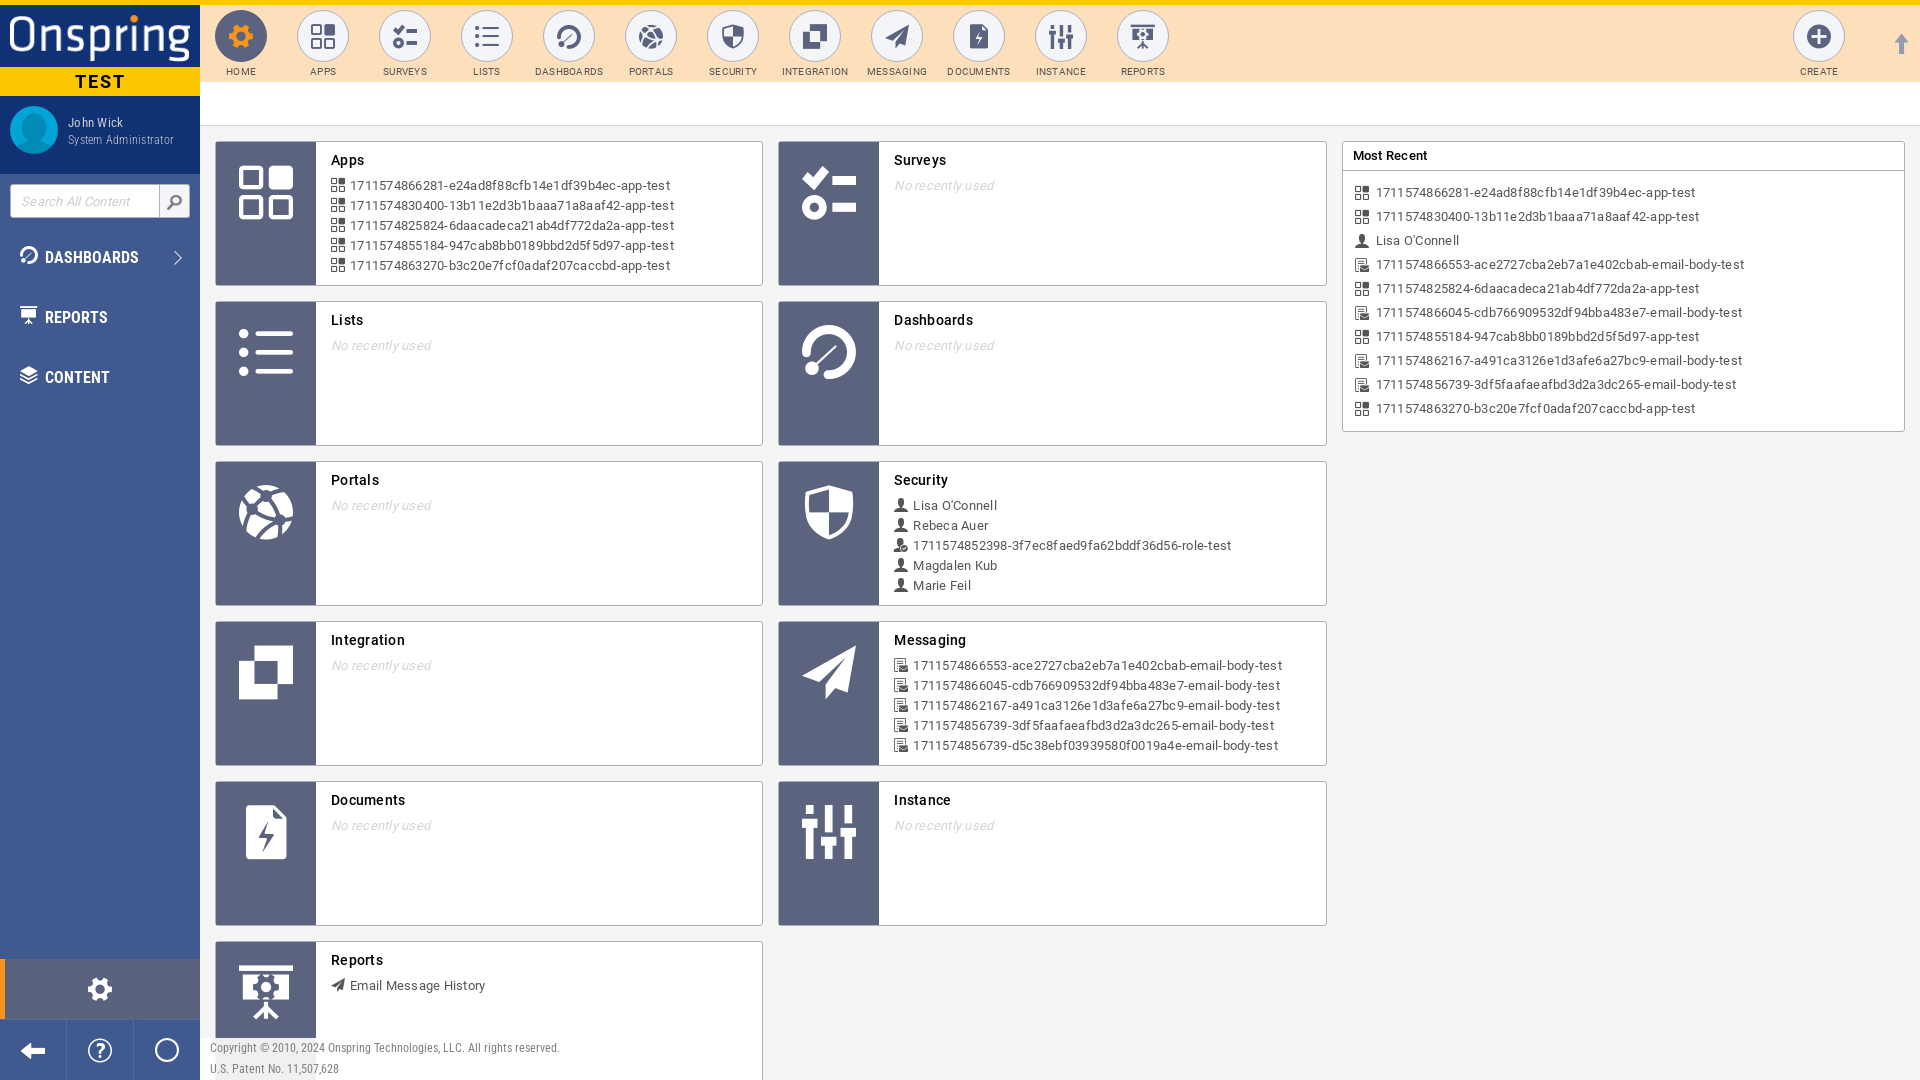 Onspring
TEST
John Wick
System Administrator
Search All Content
DASHBOARDS
REPORTS
CONTENT
HOME
APPS
SURVEYS
LISTS
DASHBOARDS
PORTALS
SECURITY
INTEGRATION
MESSAGING
DOCUMENTS
INSTANCE
REPORTS
CREATE
Apps
1711574866281-e24ad8f88cfb14e1df39b4ec-app-test
1711574830400-13b11e2d3b1baaa71a8aaf42-app-test
1711574825824-6daacadeca21ab4df772da2a-app-test
1711574855184-947cab8bb0189bbd2d5f5d97-app-test
1711574863270-b3c20e7fcf0adaf207caccbd-app-test
Surveys
No recently used
Lists
No recently used
Dashboards
No recently used
Portals
No recently used
Security
Lisa O'Connell
Rebeca Auer
1711574852398-3f7ec8faed9fa62bddf36d56-role-test
Magdalen Kub
Marie Feil
Integration
No recently used
Messaging
1711574866553-ace2727cba2eb7a1e402cbab-email-body-test
1711574866045-cdb766909532df94bba483e7-email-body-test
1711574862167-a491ca3126e1d3afe6a27bc9-email-body-test
1711574856739-3df5faafaeafbd3d2a3dc265-email-body-test
1711574856739-d5c38ebf03939580f0019a4e-email-body-test
Documents
No recently used
Instance
No recently used
Reports
Email Message History
Most Recent
1711574866281-e24ad8f88cfb14e1df39b4ec-app-test
1711574830400-13b11e2d3b1baaa71a8aaf42-app-test
Lisa O'Connell
1711574866553-ace2727cba2eb7a1e402cbab-email-body-test
1711574825824-6daacadeca21ab4df772da2a-app-test
1711574866045-cdb766909532df94bba483e7-email-body-test
1711574855184-947cab8bb0189bbd2d5f5d97-app-test
1711574862167-a491ca3126e1d3afe6a27bc9-email-body-test
1711574856739-3df5faafaeafbd3d2a3dc265-email-body-test
1711574863270-b3c20e7fcf0adaf207caccbd-app-test
Copyright © 2010, 2024 Onspring Technologies, LLC. All rights reserved.
U.S. Patent No. 11,507,628